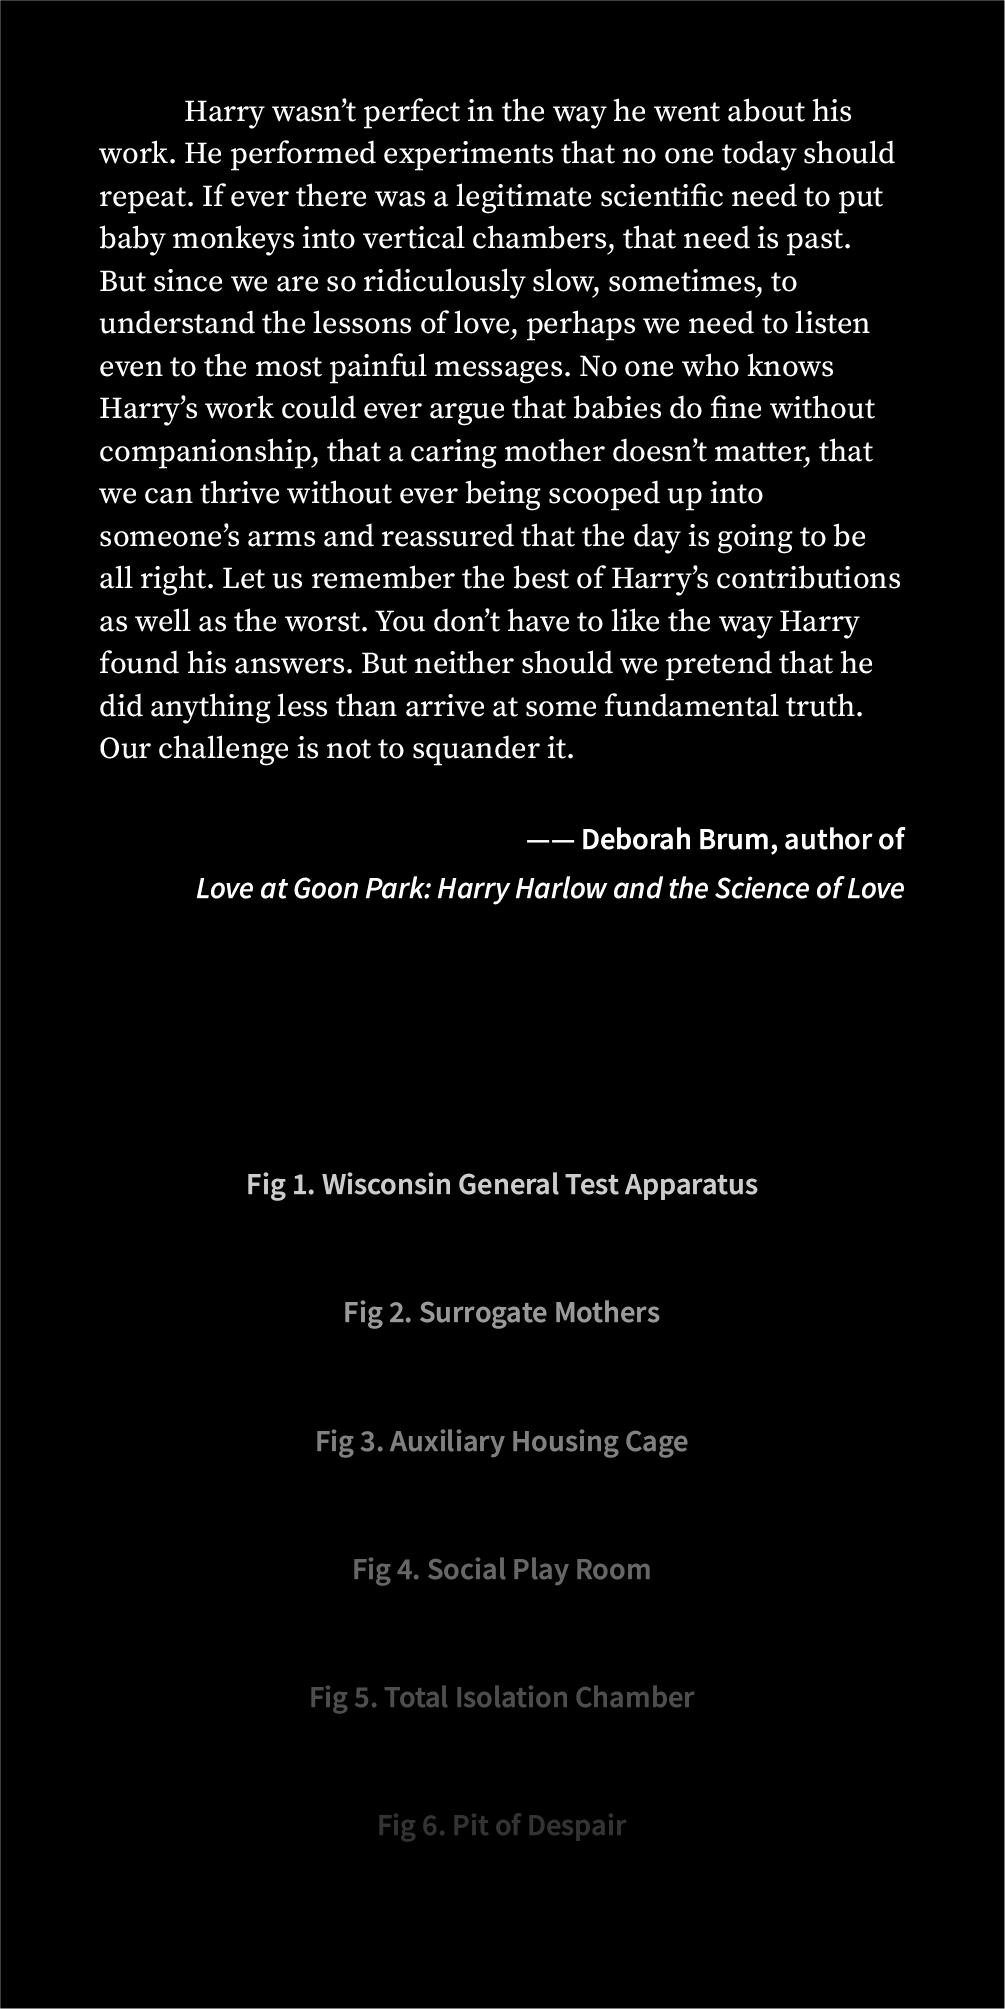 Harry wasn’t perfect in the way he went about his
work. He performed experiments that no one today should
repeat. If ever there was a legitimate scientific need to put
baby monkeys into vertical chambers, that need is past.
But since we are so ridiculously slow, sometimes, to
understand the lessons of love, perhaps we need to listen
even to the most painful messages. No one who knows
Harry’s work could ever argue that babies do fine without
companionship, that a caring mother doesn’t matter, that
we can thrive without ever being scooped up into
someone’s arms and reassured that the day is going to be
all right. Let us remember the best of Harry’s contributions
as well as the worst. You don’t have to like the way Harry
found his answers. But neither should we pretend that he
did anything less than arrive at some fundamental truth.
Our challenge is not to squander it.
—— Deborah Brum, author of
Love at Goon Park: Harry Harlow and the Science of Love
Fig 1. Wisconsin General Test Apparatus
Fig 2. Surrogate Mothers
Fig 3. Auxiliary Housing Cage
Fig 4. Social Play Room
Fig 5. Total Isolation Chamber
Fig 6. Pit of Despair